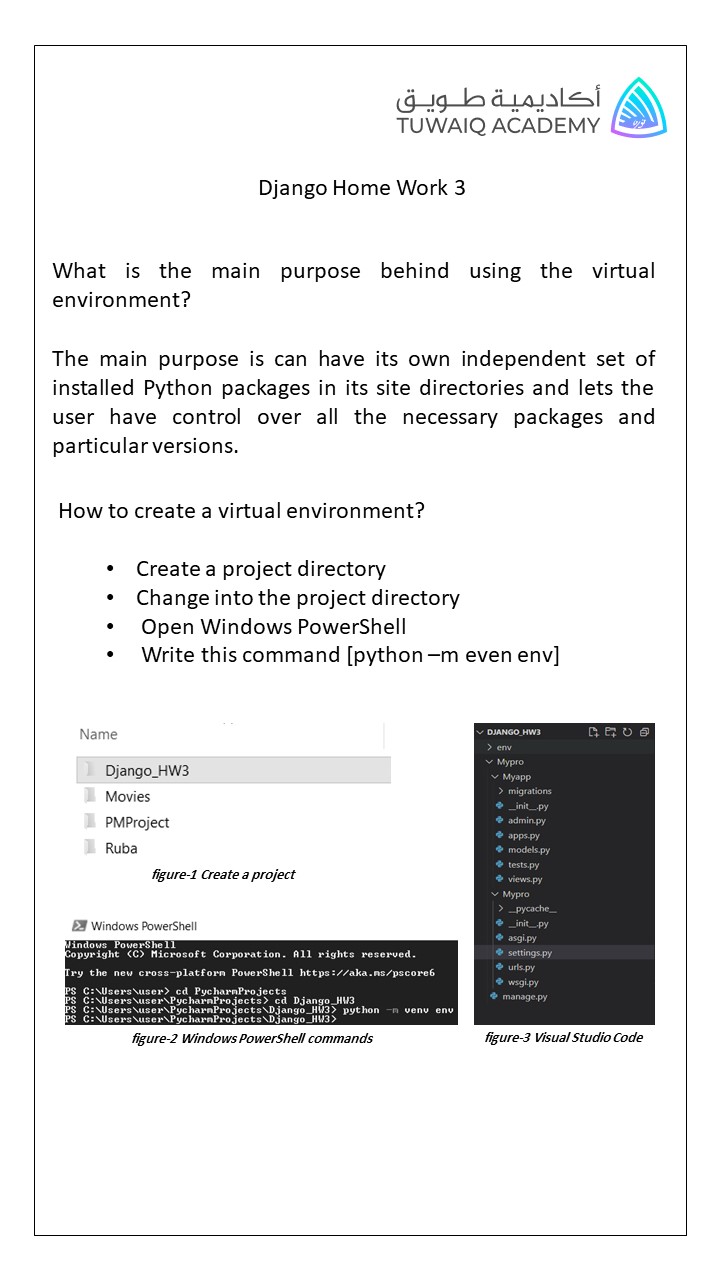 أكاديمية طويق
TUWAIQ ACADEMY
Django Home Work 3
What is the main purpose behind using the virtual
environment?
The main purpose is can have its own independent set of
installed Python packages in its site directories and lets the
user have control over all the necessary packages and
particular versions.
How to create a virtual environment?
• Create a project directory
• Change into the project directory
• Open Windows PowerShell
• Write this command [python –m even env]
Name
Django_HW3
Movies
PMProject
Ruba
figure-1 Create a project
Windows PowerShell
Windows PowerShell
Copyright (C) Microsoft Corporation. All rights reserved.
Try the new cross-platform PowerShell https://aka.ms/pscore6
PS C:\Users\user> cd PycharmProjects
PS C:\Users\user\PycharmProjects> cd Django_HW3
PS C:\Users\user\PycharmProjects\Django_HW3> python -m venv env
PS C:\Users\user\PycharmProjects\Django_HW3>
figure-2 Windows PowerShell commands
DJANGO_HW3
env
Mypro
Myapp
migrations
__init__.py
admin.py
apps.py
models.py
tests.py
views.py
Mypro
__pycache__
__init__.py
asgi.py
settings.py
urls.py
wsgi.py
manage.py
figure-3 Visual Studio Code